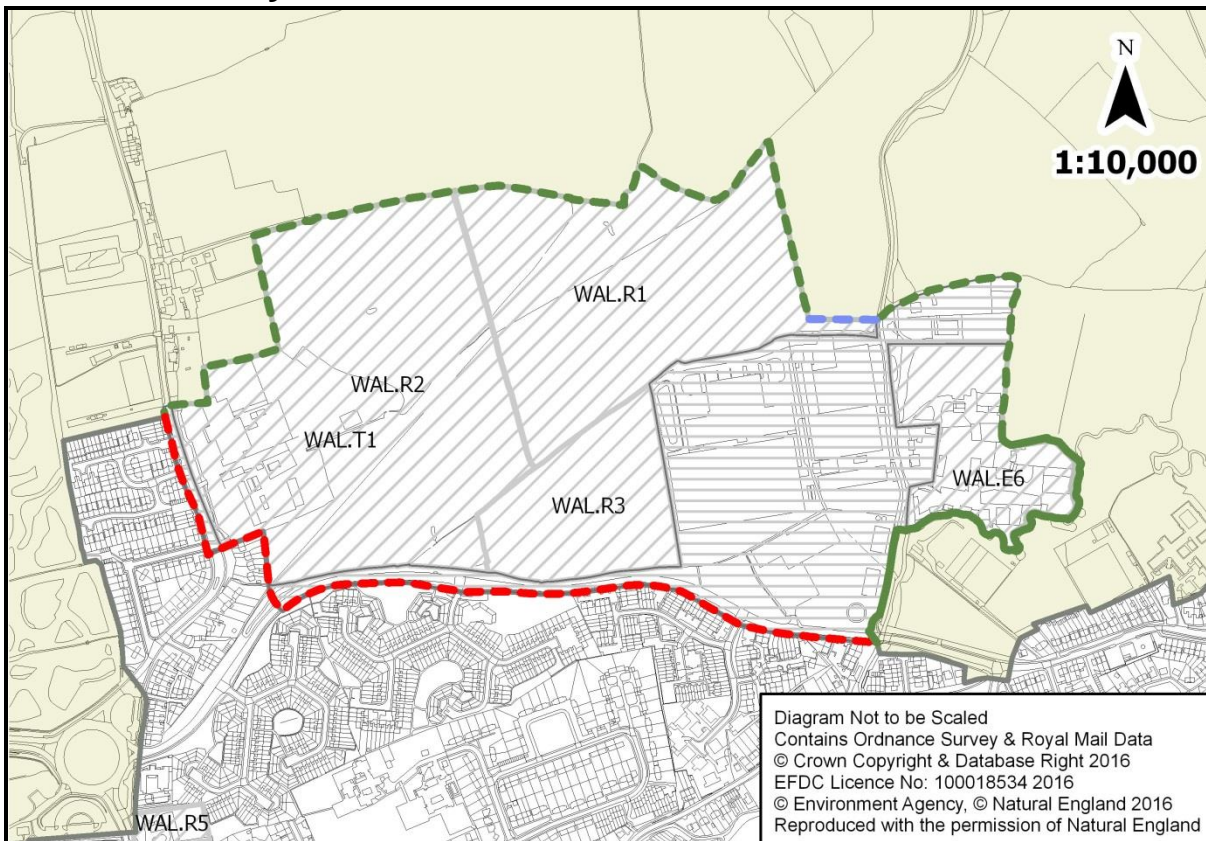 N
1:10,000
WAL.R1
WAL.R2
WAL.T1
WAL.R3
WAL.E6
WAL.R5
Diagram Not to be Scaled
Contains Ordnance Survey & Royal Mail Data
© Crown Copyright & Database Right 2016
EFDC Licence No: 100018534 2016
© Environment Agency, © Natural England 2016
Reproduced with the permission of Natural England